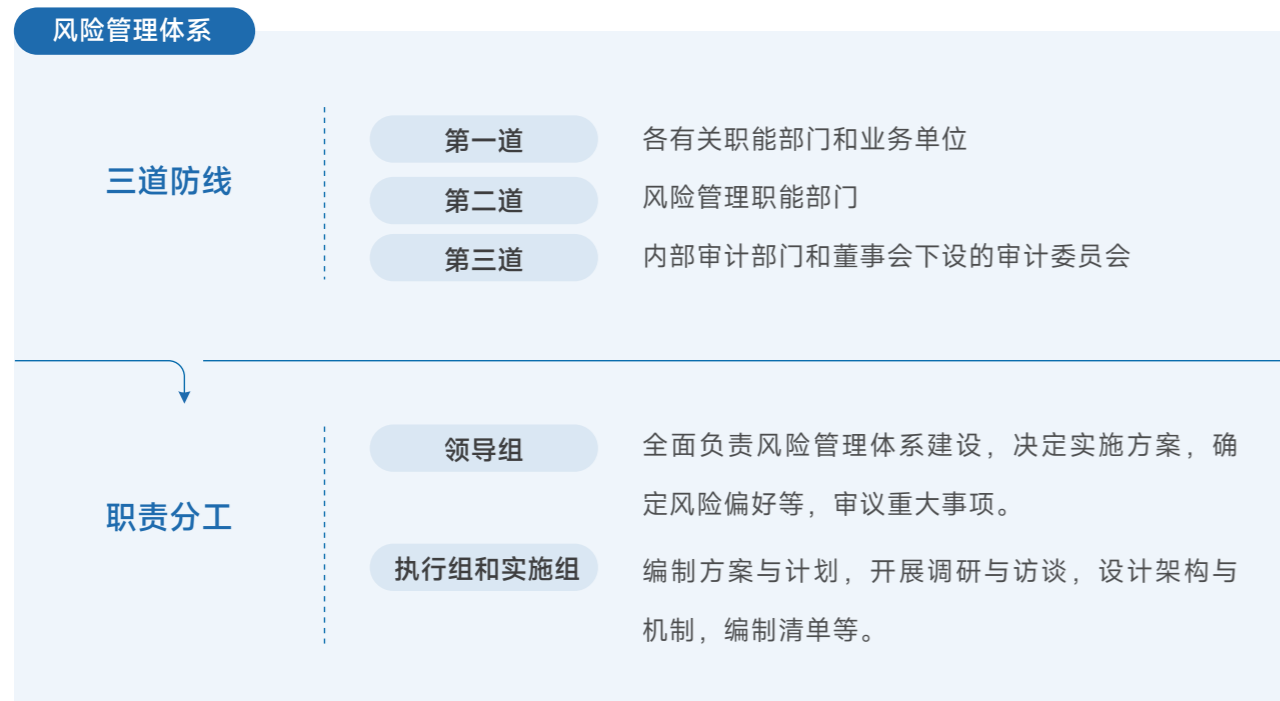 风险管理体系
三道防线
第一道
各有关职能部门和业务单位
第二道
风险管理职能部门
第三道
内部审计部门和董事会下设的审计委员会
职责分工
领导组
全面负责风险管理体系建设，决定实施方案，确
定风险偏好等，审议重大事项。
执行组和实施组
编制方案与计划，开展调研与访谈，设计架构与
机制，编制清单等。